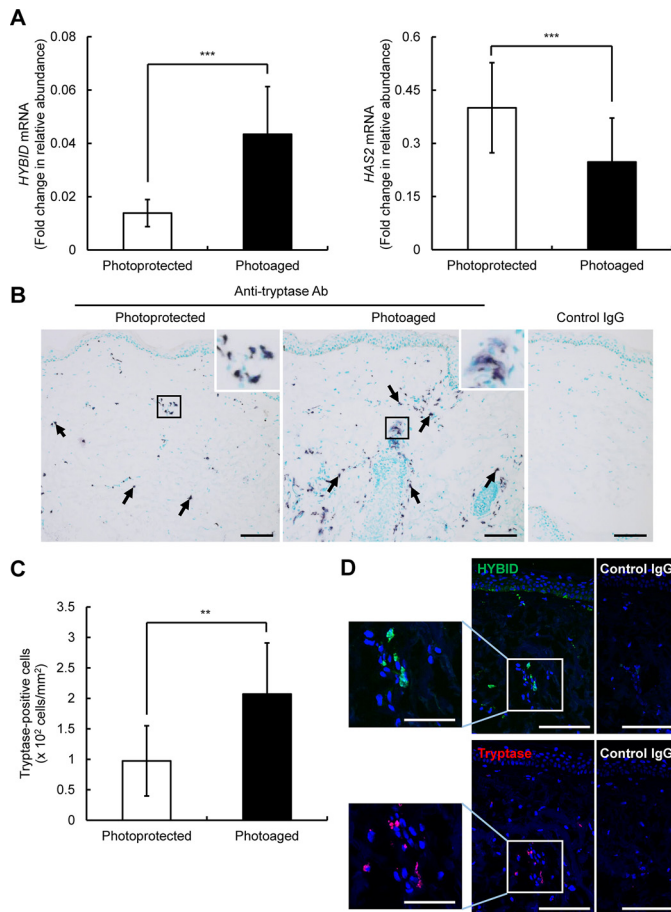 A
HYBID mRNA
(Fold change in relative abundance)
0.08
0.06
0.04
0.02
0
***
Photoprotected
Photoaged
HAS2 mRNA
(Fold change in relative abundance)
0.6
0.45
0.3
0.15
0
***
Photoprotected
Photoaged
B
Anti-tryptase Ab
Photoprotected
Photoaged
Control IgG
C
Tryptase-positive cells
(x 10² cells/mm²)
3.5
3
2.5
2
1.5
1
0.5
0
**
Photoprotected
Photoaged
D
HYBID
Control IgG
Tryptase
Control IgG